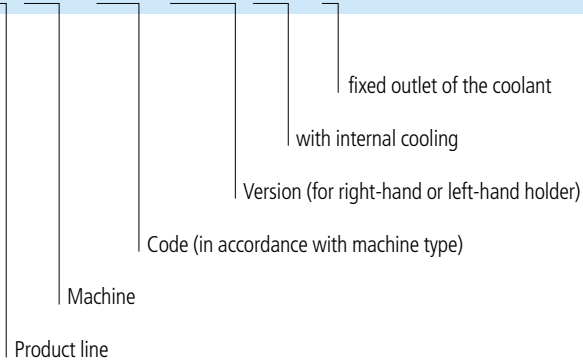 fixed outlet of the coolant
with internal cooling
Version (for right-hand or left-hand holder)
Code (in accordance with machine type)
Machine
Product line